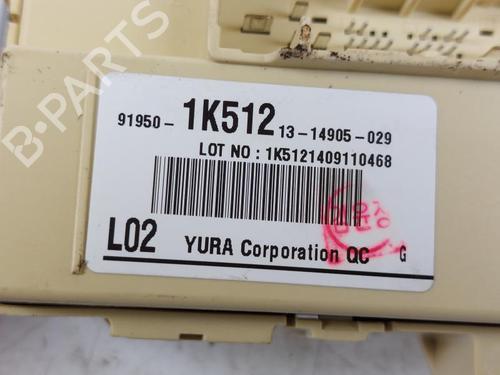 B-PARTS
91950- 1K512 13-14905-029
LOT NO : 1K5121409110468
L02 YURA Corporation QC G